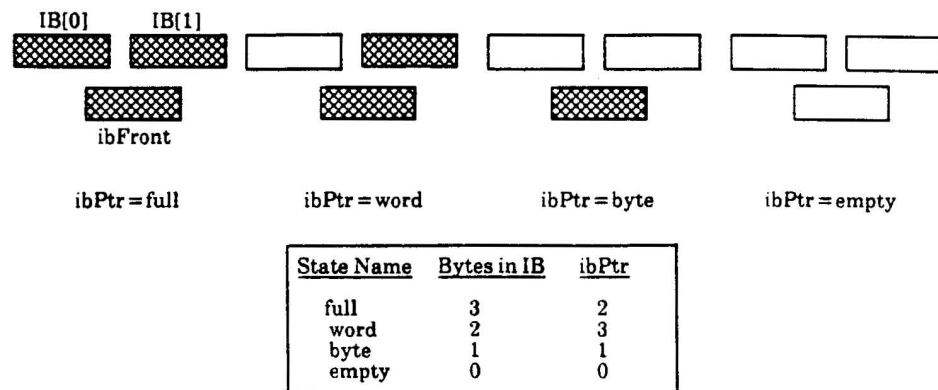 IB[0] IB[1]
ibFront
ibPtr=full ibPtr=word ibPtr=byte ibPtr=empty
State Name Bytes in IB ibPtr
full 3 2
word 2 3
byte 1 1
empty 0 0